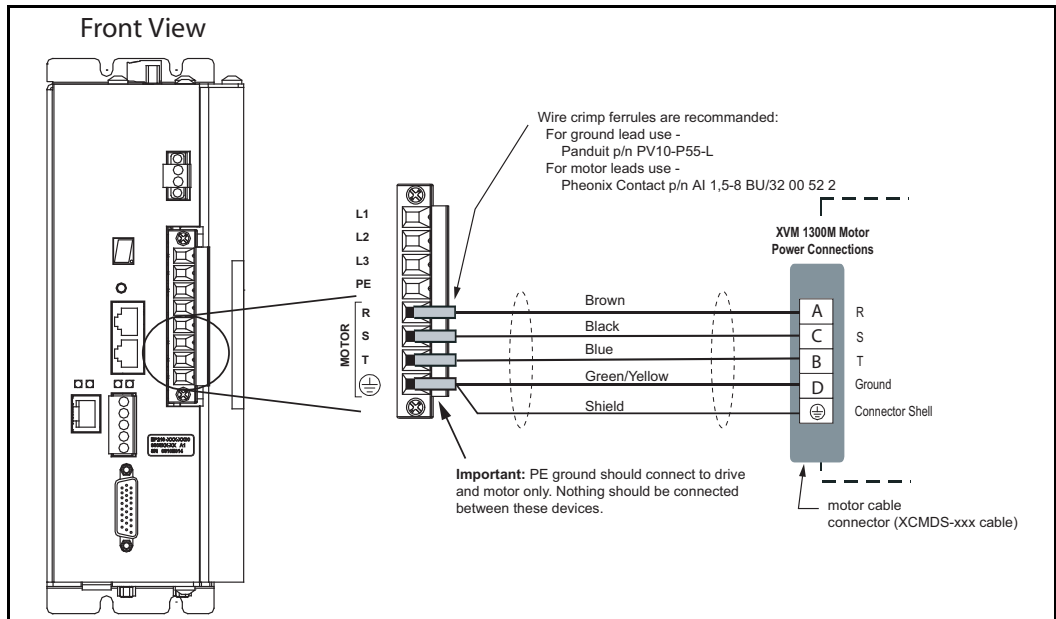 Front View
Wire crimp ferrules are recommanded:
For ground lead use -
Panduit p/n PV10-P55-L
For motor leads use -
Pheonix Contact p/n AI 1,5-8 BU/32 00 52 2
XVM 1300M Motor
Power Connections
L1
L2
L3
PE
R
S
T
MOTOR
Brown
Black
Blue
Green/Yellow
Shield
A R
C S
B T
D Ground
Connector Shell
Important: PE ground should connect to drive
and motor only. Nothing should be connected
between these devices.
motor cable
connector (XCMDS-xxx cable)